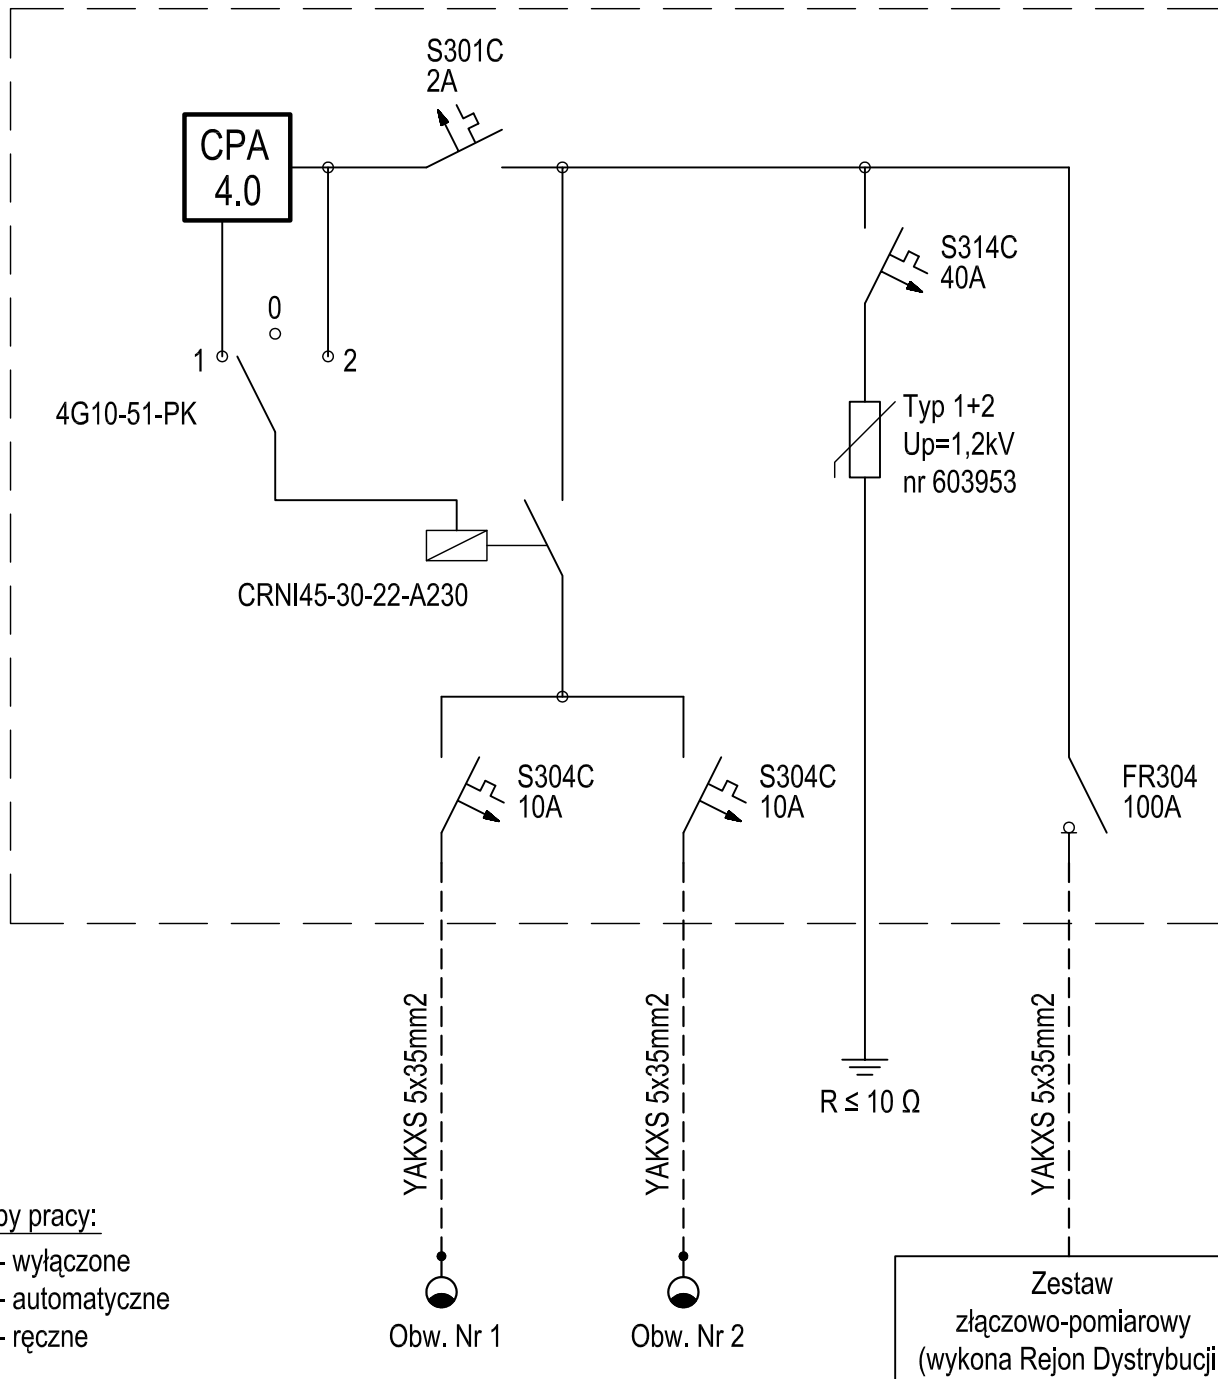 S301C
2A
CPA
4.0
S314C
40A
0
1
2
4G10-51-PK
Typ 1+2
Up=1,2kV
nr 603953
CRNI45-30-22-A230
S304C
10A
S304C
10A
FR304
100A
YAKXS 5x35mm2
YAKXS 5x35mm2
YAKXS 5x35mm2
R ≤ 10 Ω
pracy:
- wyłączone
- automatyczne
- ręczne
Obw. Nr 1
Obw. Nr 2
Zestaw
złączowo-pomiarowy
(wykona Rejon Dystrybucji